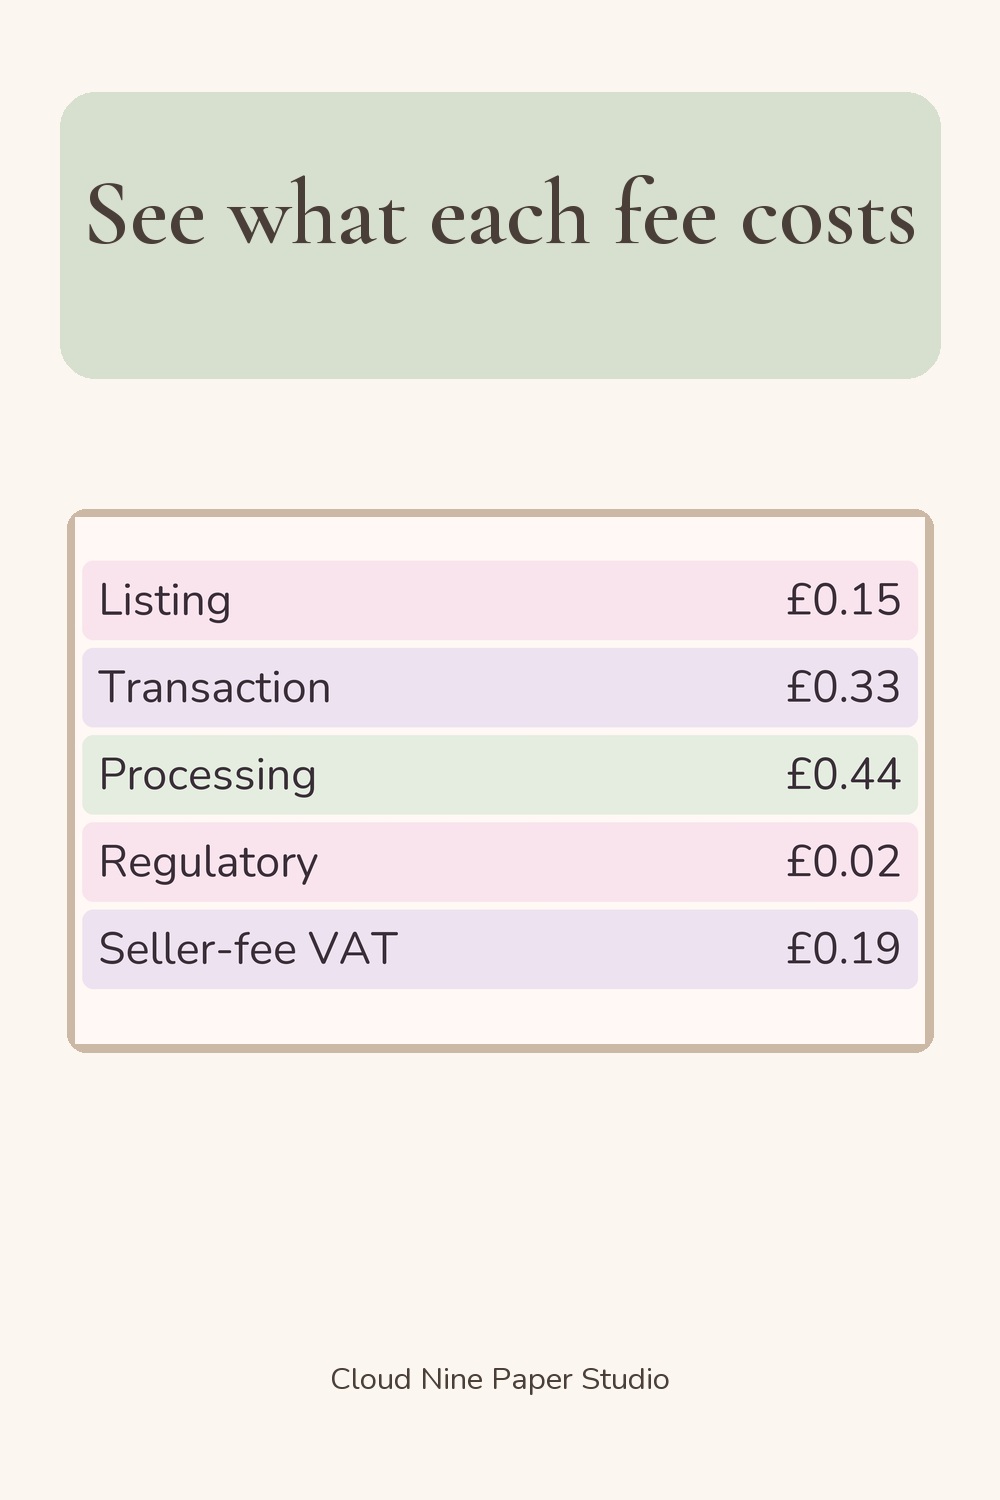 See what each fee costs
Listing £0.15
Transaction £0.33
Processing £0.44
Regulatory £0.02
Seller-fee VAT £0.19
Cloud Nine Paper Studio